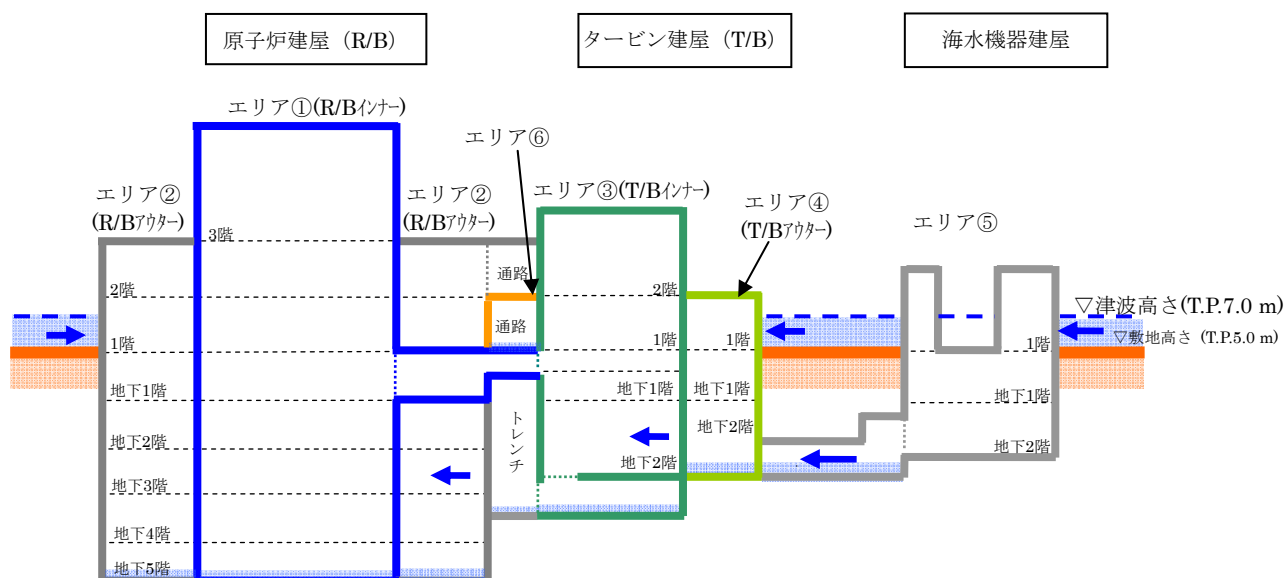 原子炉建屋（R/B）
タービン建屋（T/B）
海水機器建屋
エリア①(R/Bｲﾝﾅｰ)
エリア⑥
エリア②
(R/Bｱｳﾀｰ)
エリア②
(R/Bｱｳﾀｰ)
エリア③(T/Bｲﾝﾅｰ)
エリア④
(T/Bｱｳﾀｰ)
エリア⑤
3階
通路
2階
2階
▽津波高さ(T.P.7.0 m)
通路
1階
1階
1階
▽敷地高さ (T.P.5.0 m)
地下1階
地下1階
地下1階
地下1階
トレンチ
地下2階
地下2階
地下2階
地下2階
地下3階
地下4階
地下5階